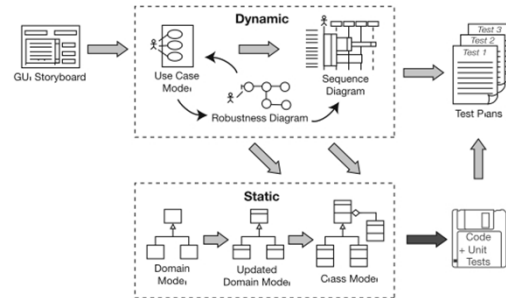 Dynamic
GUI Storyboard
Use Case
Model
Sequence
Diagram
Robustness Diagram
Test 3
Test 2
Test 1
Test Plans
Static
Domain
Model
Updated
Domain Model
Class Model
Code
+ Unit
Tests